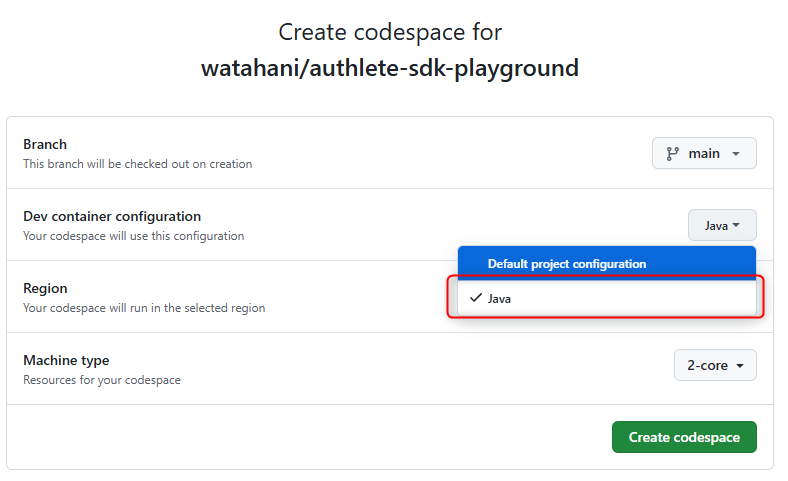 Create codespace for
watahani/authlete-sdk-playground
Branch
This branch will be checked out on creation
main
Dev container configuration
Your codespace will use this configuration
Java
Default project configuration
Java
Region
Your codespace will run in the selected region
Machine type
Resources for your codespace
2-core
Create codespace